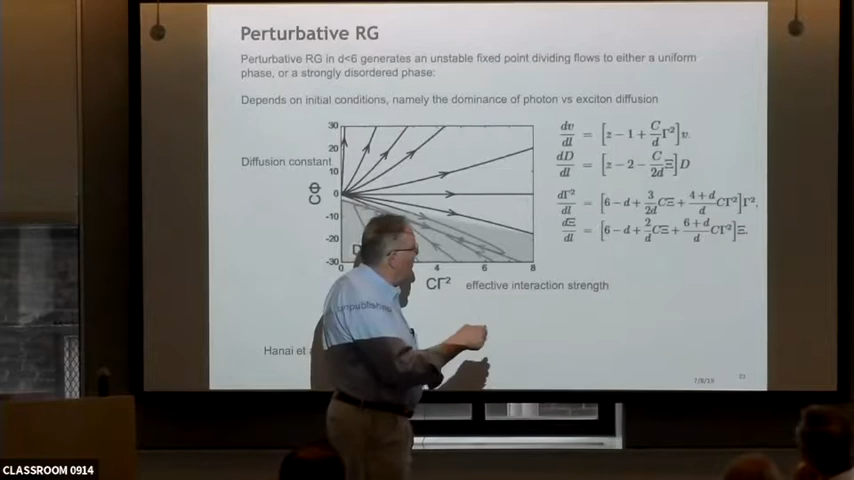 Perturbative RG
Perturbative RG in d<6 generates an unstable fixed point dividing flows to either a uniform
phase, or a strongly disordered phase:
Depends on initial conditions, namely the dominance of photon vs exciton diffusion
Diffusion constant
CΦ
30
20
10
0
-10
-20
-30
D
0
4
6
8
CΓ²
effective interaction strength
dv/dl = [z − 1 + C/d Γ²] v.
dD/dl = [z − 2 − C/2d Ξ] D
dΓ²/dl = [6 − d + 3/2d CΞ + 4+d/d CΓ²] Γ²,
dΞ/dl = [6 − d + 2/d CΞ + 6+d/d CΓ²] Ξ.
unpublished
Hanai et
7/8/19
CLASSROOM 0914